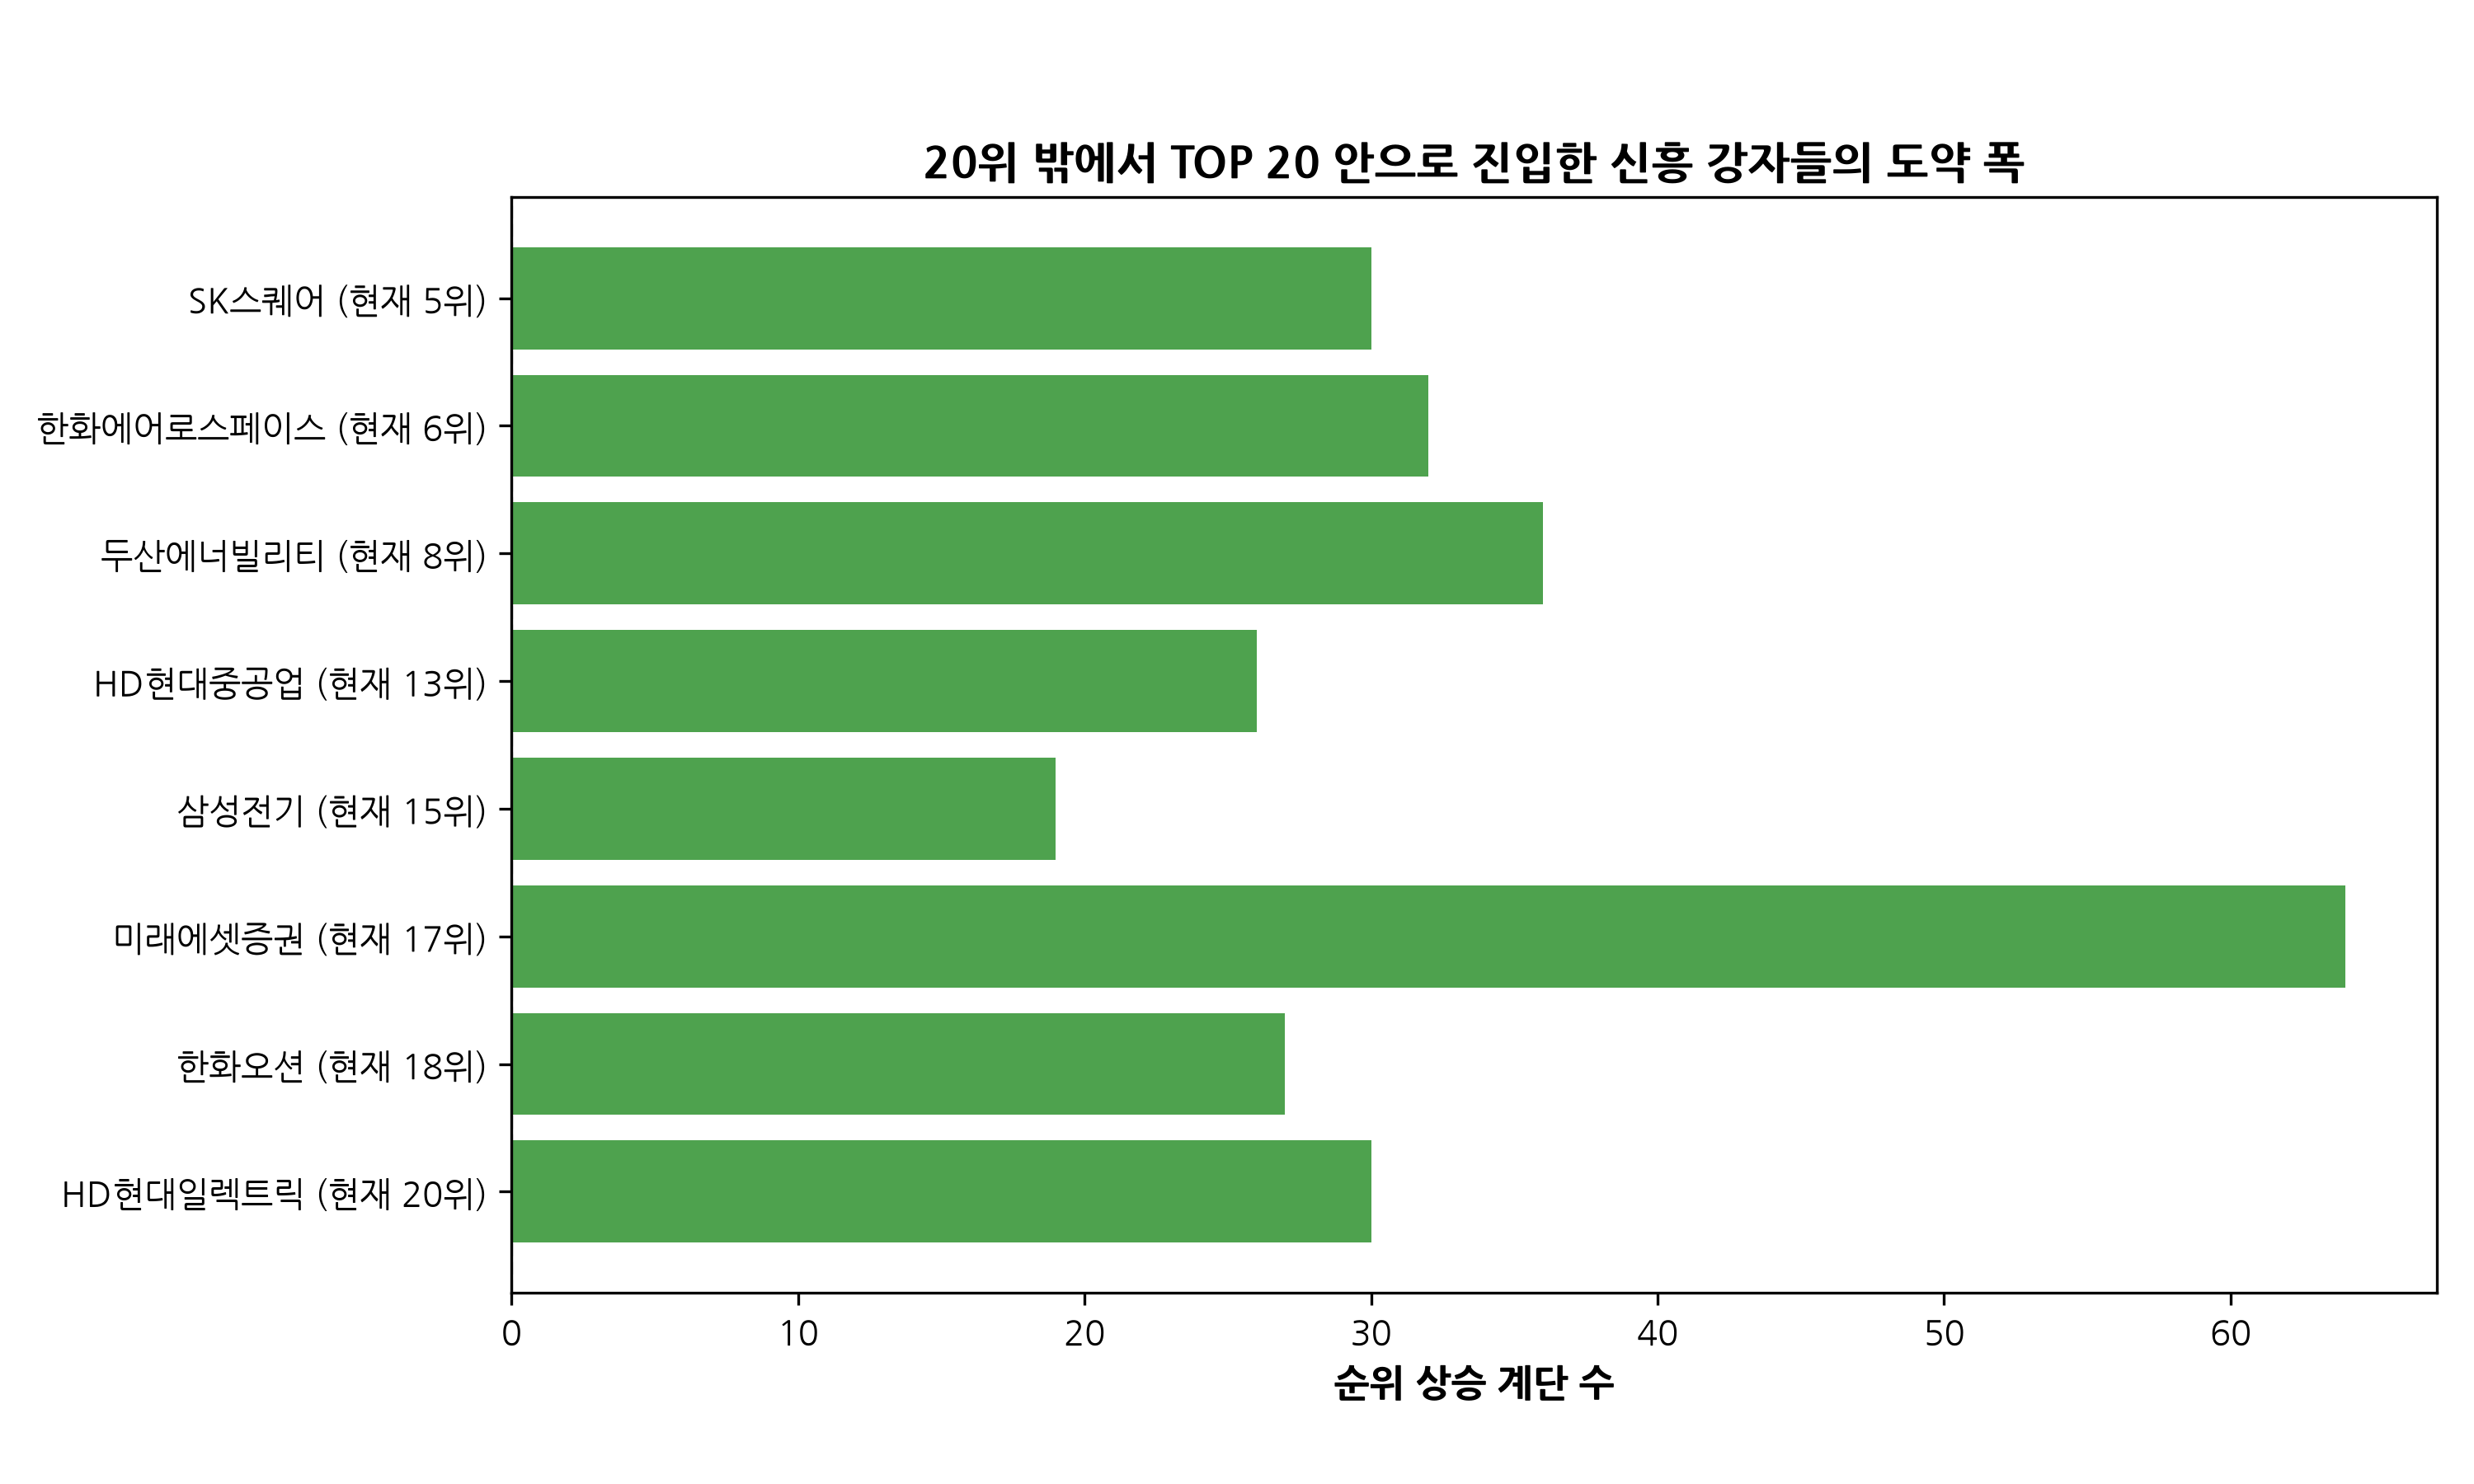 20위 밖에서 TOP 20 안으로 진입한 신흥 강자들의 도약 폭
SK스퀘어 (현재 5위)
한화에어로스페이스 (현재 6위)
두산에너빌리티 (현재 8위)
HD현대중공업 (현재 13위)
삼성전기 (현재 15위)
미래에셋증권 (현재 17위)
한화오션 (현재 18위)
HD현대일렉트릭 (현재 20위)
0 10 20 30 40 50 60
순위 상승 계단 수